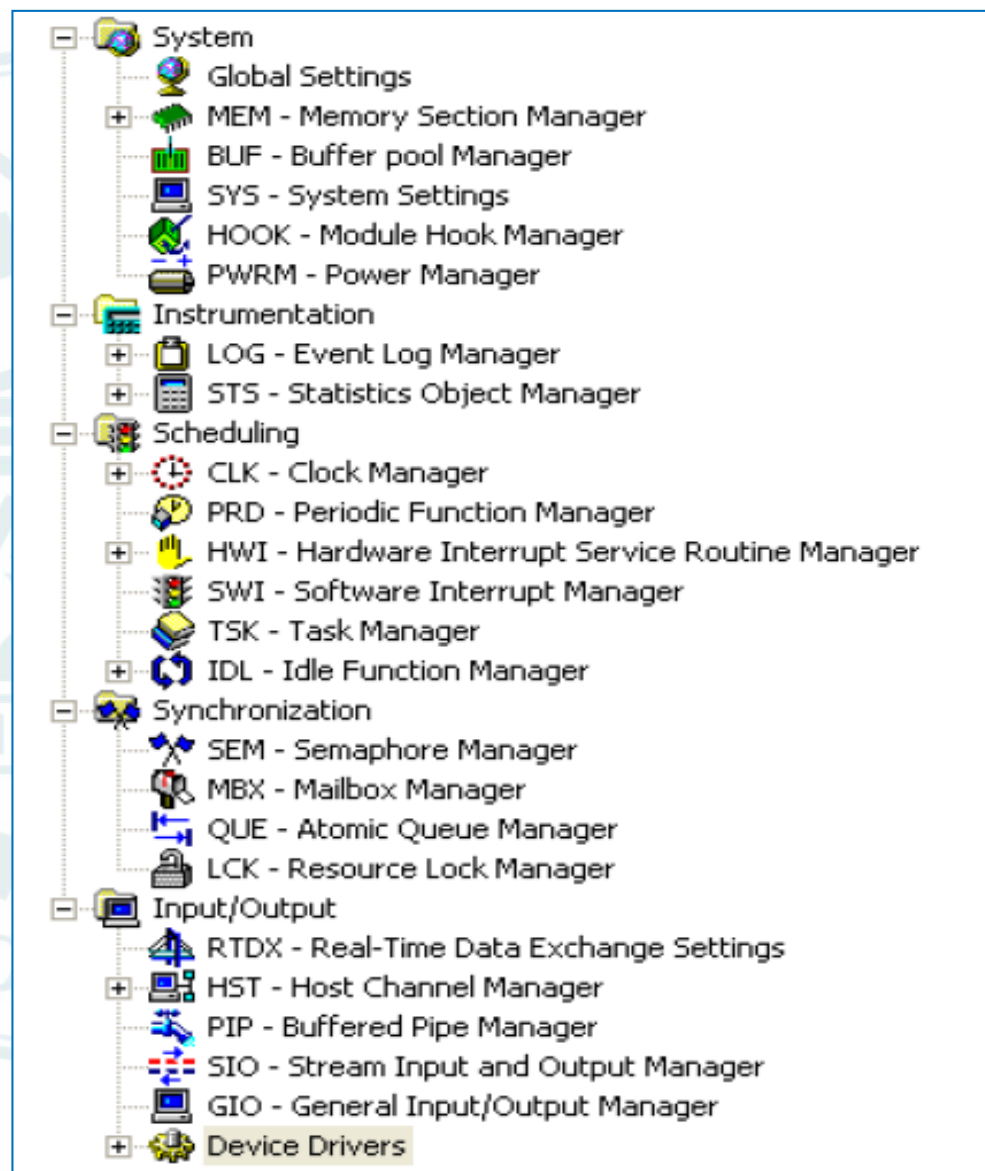 System
Global Settings
MEM - Memory Section Manager
BUF - Buffer pool Manager
SYS - System Settings
HOOK - Module Hook Manager
PWRM - Power Manager
Instrumentation
LOG - Event Log Manager
STS - Statistics Object Manager
Scheduling
CLK - Clock Manager
PRD - Periodic Function Manager
HWI - Hardware Interrupt Service Routine Manager
SWI - Software Interrupt Manager
TSK - Task Manager
IDL - Idle Function Manager
Synchronization
SEM - Semaphore Manager
MBX - Mailbox Manager
QUE - Atomic Queue Manager
LCK - Resource Lock Manager
Input/Output
RTDX - Real-Time Data Exchange Settings
HST - Host Channel Manager
PIP - Buffered Pipe Manager
SIO - Stream Input and Output Manager
GIO - General Input/Output Manager
Device Drivers